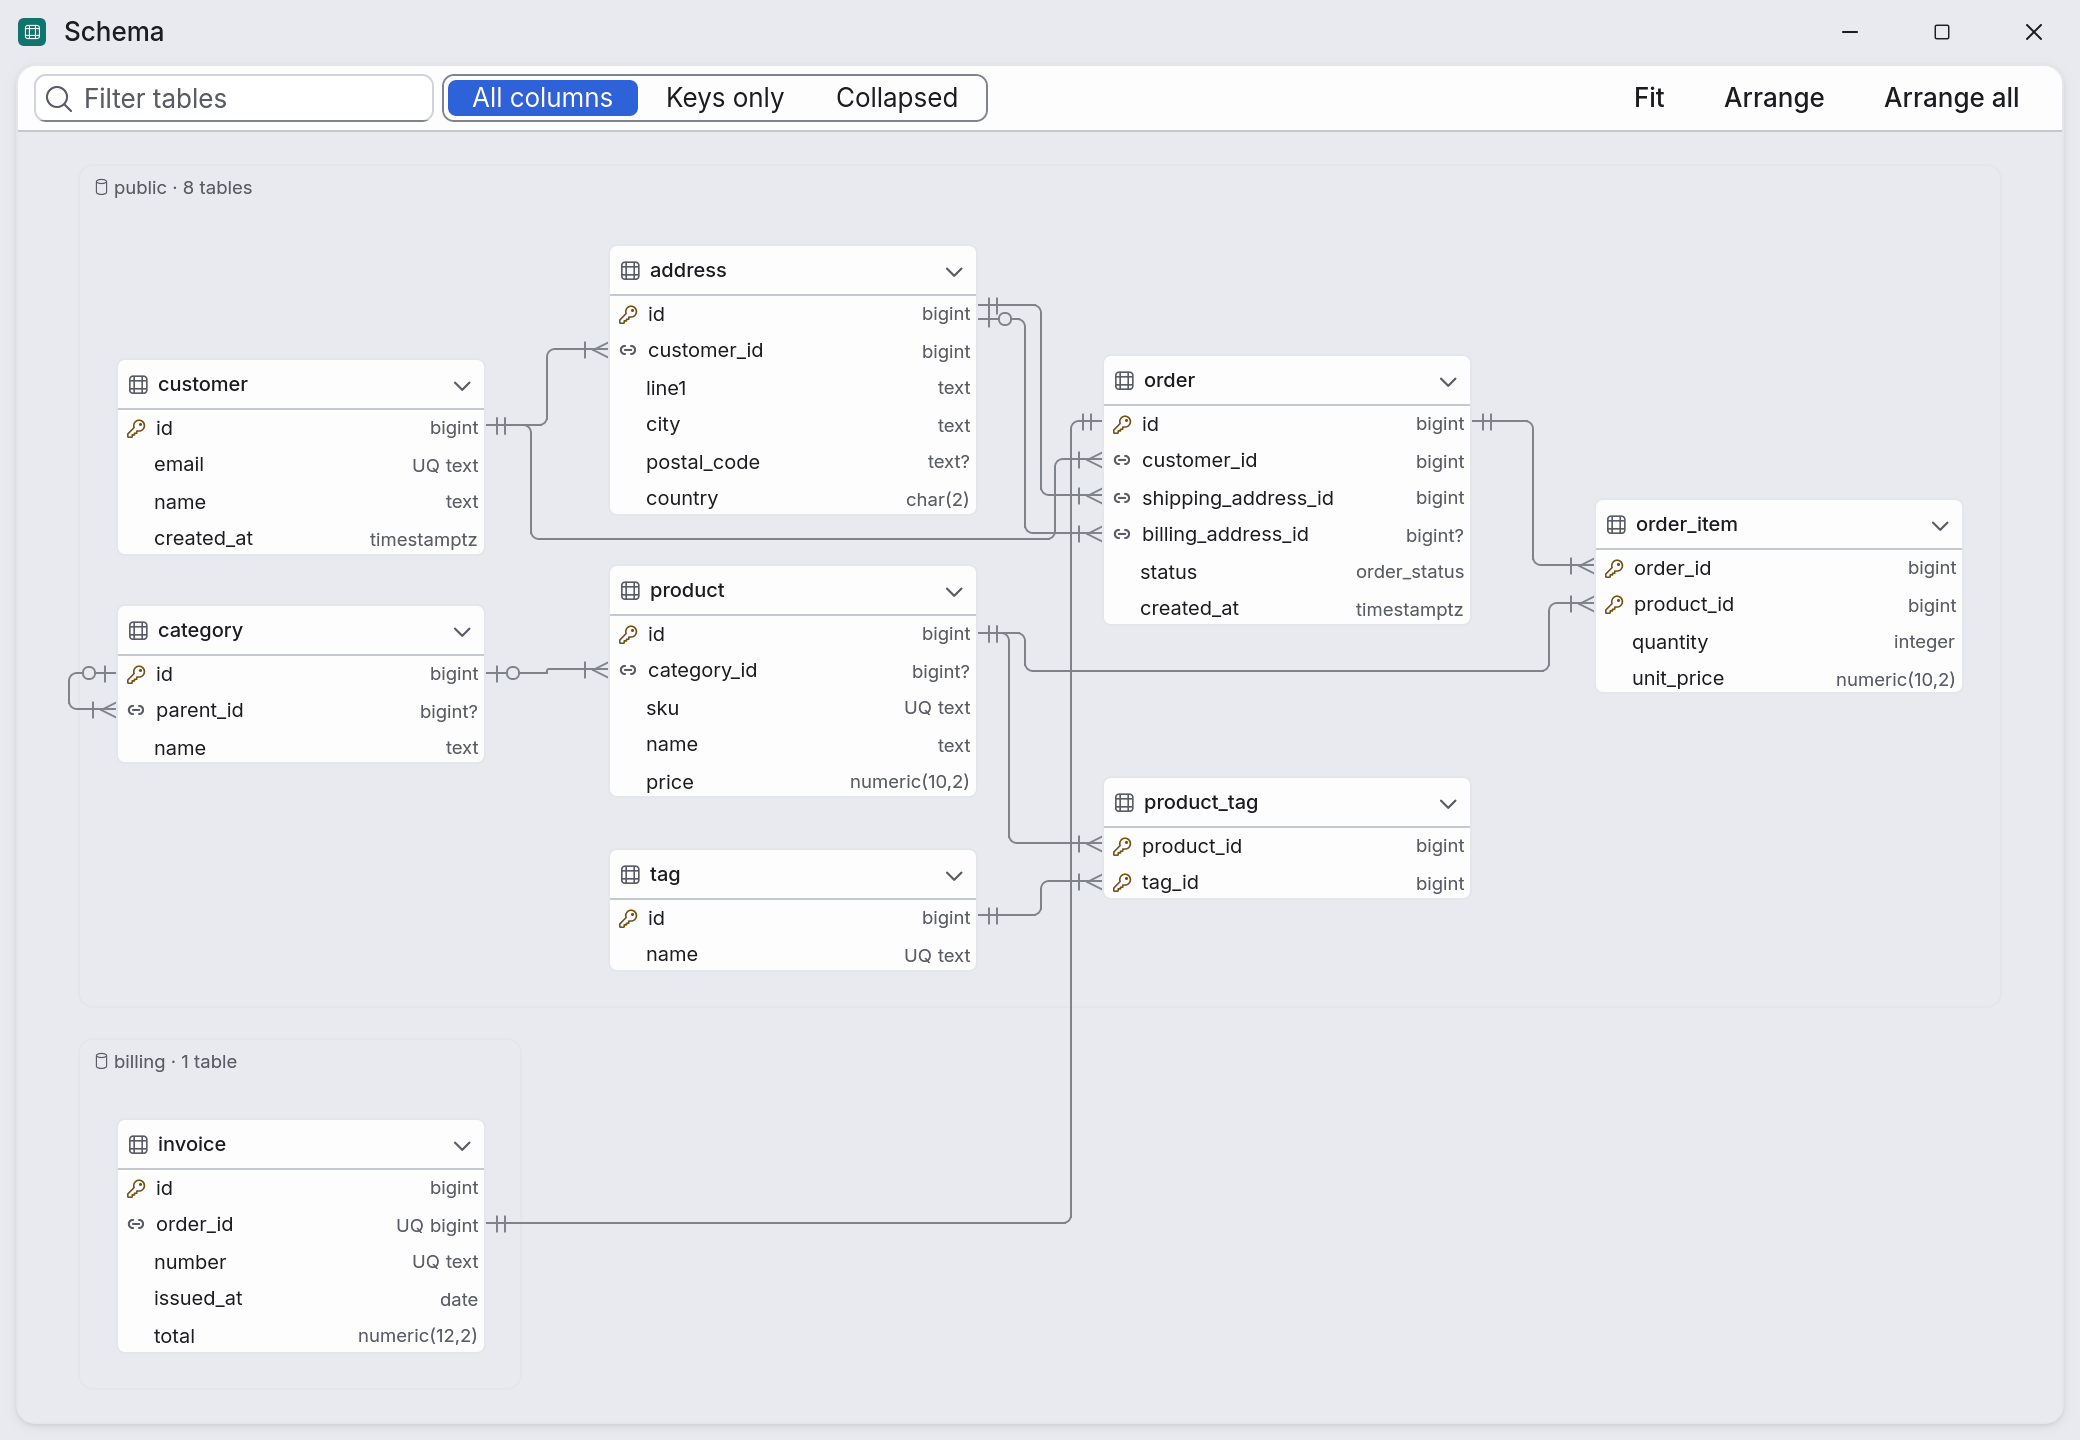 Schema
Filter tables
All columns
Keys only
Collapsed
Fit
Arrange
Arrange all
public · 8 tables
address
id bigint
customer_id bigint
line1 text
city text
postal_code text?
country char(2)
customer
id bigint
email UQ text
name text
created_at timestamptz
order
id bigint
customer_id bigint
shipping_address_id bigint
billing_address_id bigint?
status order_status
created_at timestamptz
order_item
order_id bigint
product_id bigint
quantity integer
unit_price numeric(10,2)
category
id bigint
parent_id bigint?
name text
product
id bigint
category_id bigint?
sku UQ text
name text
price numeric(10,2)
product_tag
product_id bigint
tag_id bigint
tag
id bigint
name UQ text
billing · 1 table
invoice
id bigint
order_id UQ bigint
number UQ text
issued_at date
total numeric(12,2)